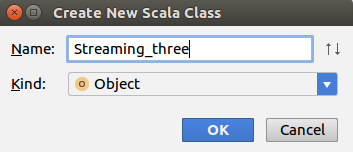 Create New Scala Class
Name: Streaming_three
Kind: Object
OK Cancel